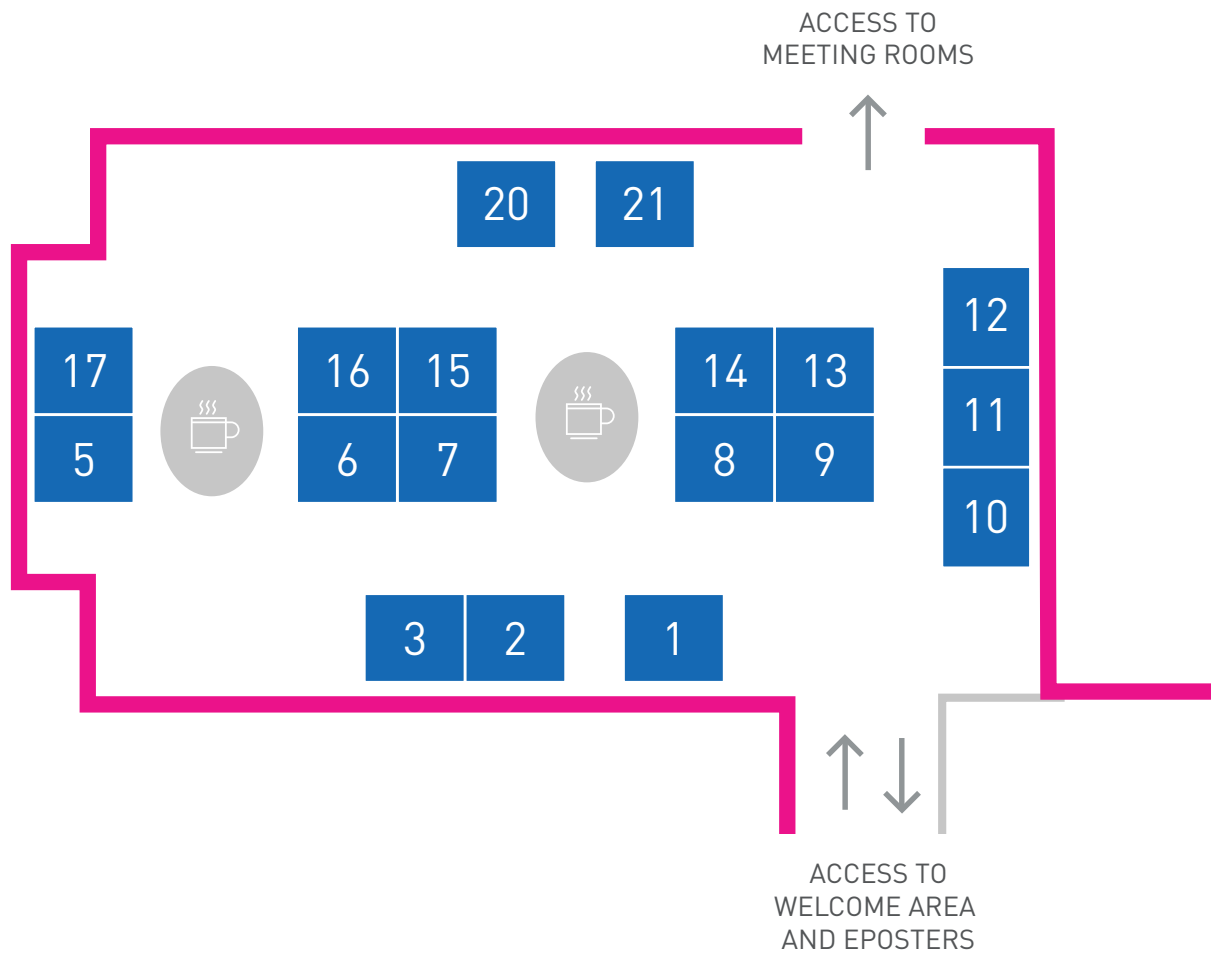 ACCESS TO
MEETING ROOMS
20 21
12
17 16 15 14 13
11
5 6 7 8 9
10
3 2 1
ACCESS TO
WELCOME AREA
AND EPOSTERS